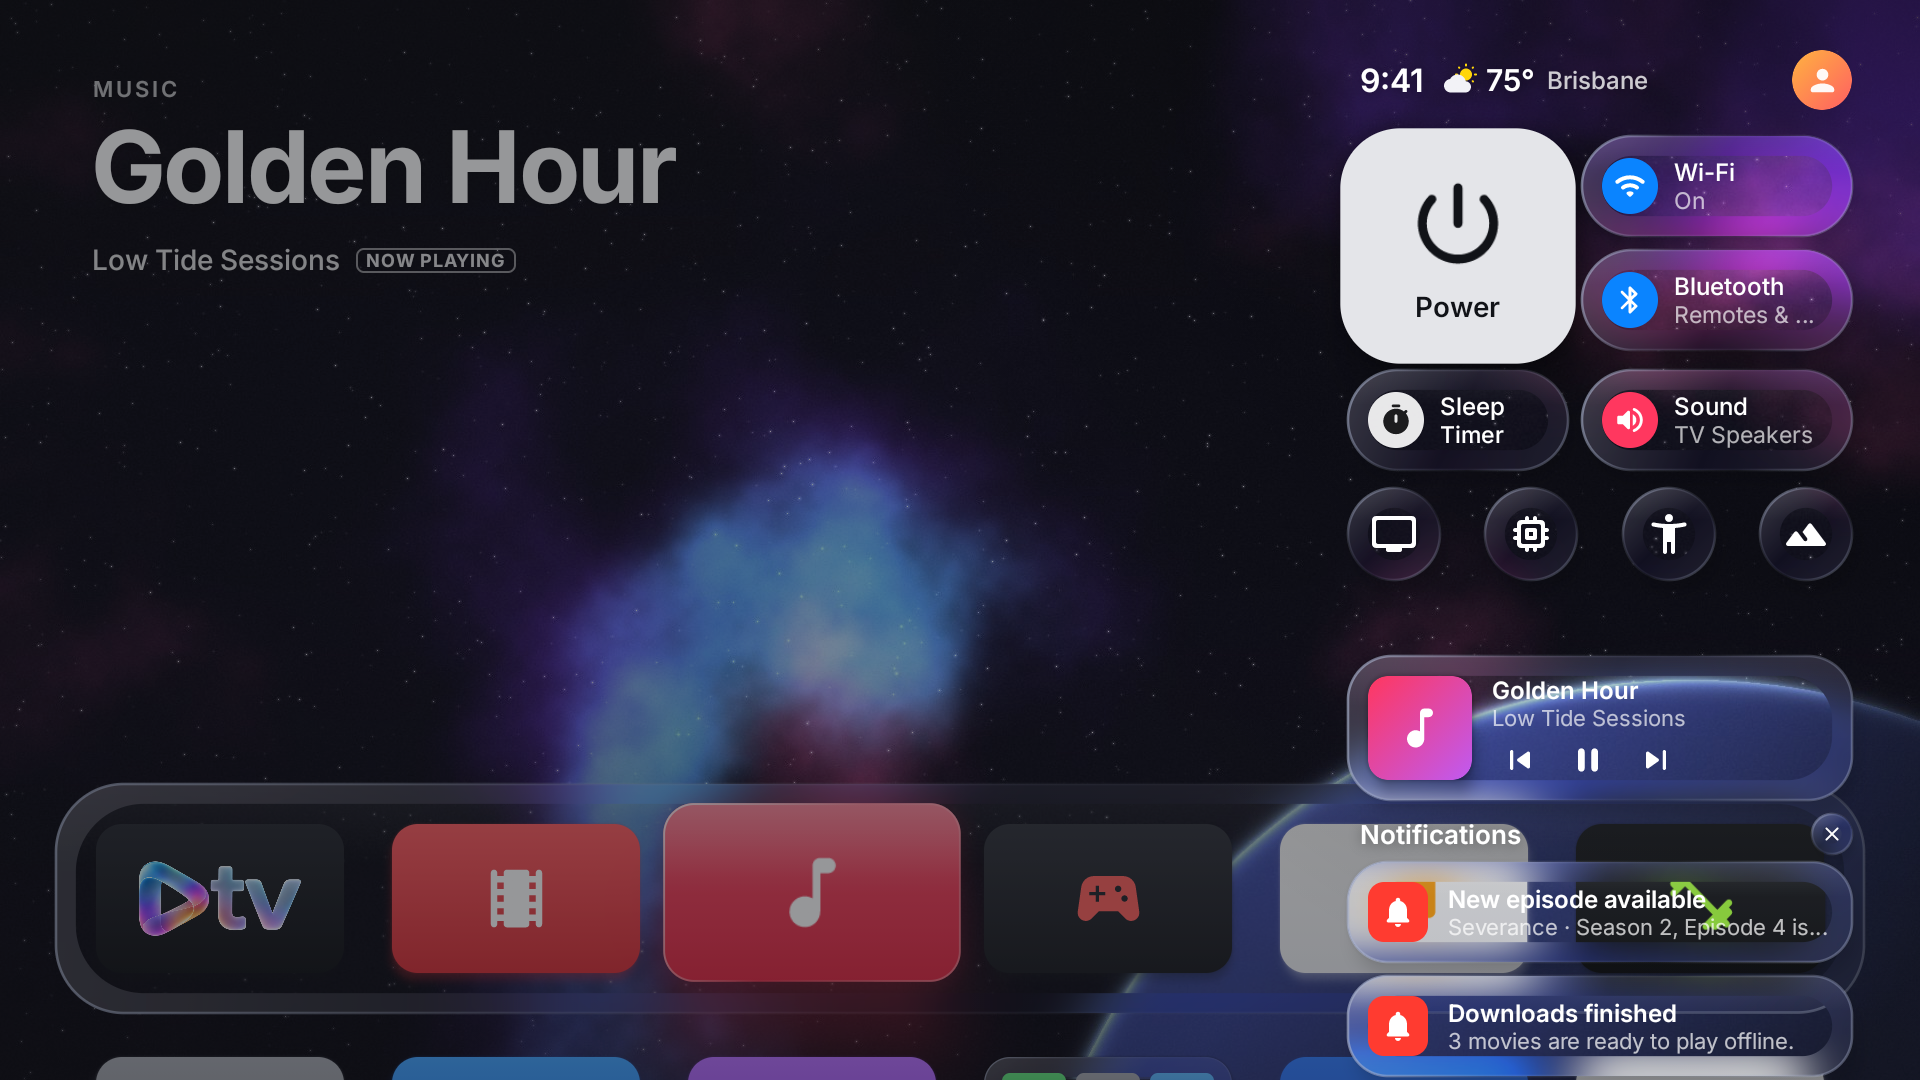 MUSIC
Golden Hour
Low Tide Sessions NOW PLAYING
9:41 75° Brisbane
Power
Wi-Fi
On
Bluetooth
Remotes & ...
Sleep
Timer
Sound
TV Speakers
Golden Hour
Low Tide Sessions
Notifications
New episode available
Severance · Season 2, Episode 4 is...
Downloads finished
3 movies are ready to play offline.
tv